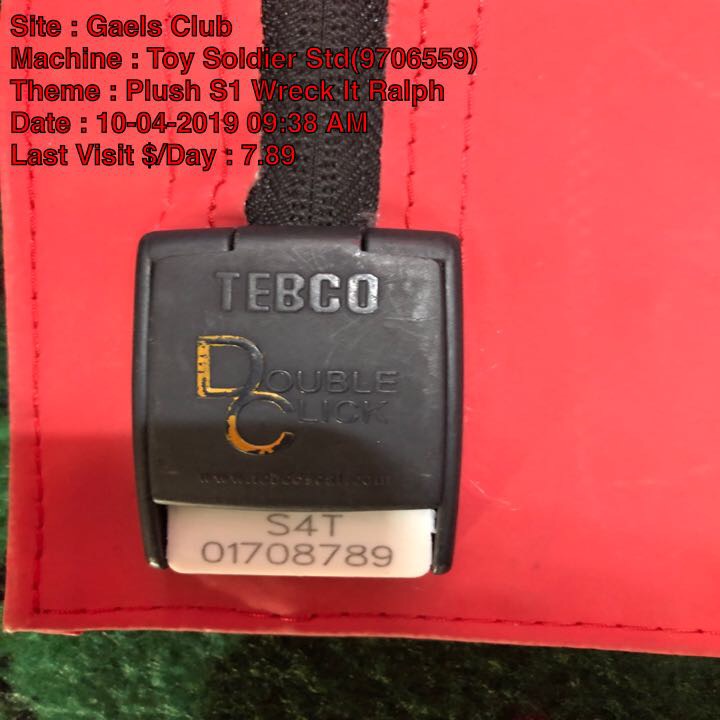 Site : Gaels Club
Machine : Toy Soldier Std(9706559)
Theme : Plush S1 Wreck It Ralph
Date : 10-04-2019 09:38 AM
Last Visit $/Day : 7.89
TEBCO
DOUBLE
CLICK
S4T
01708789